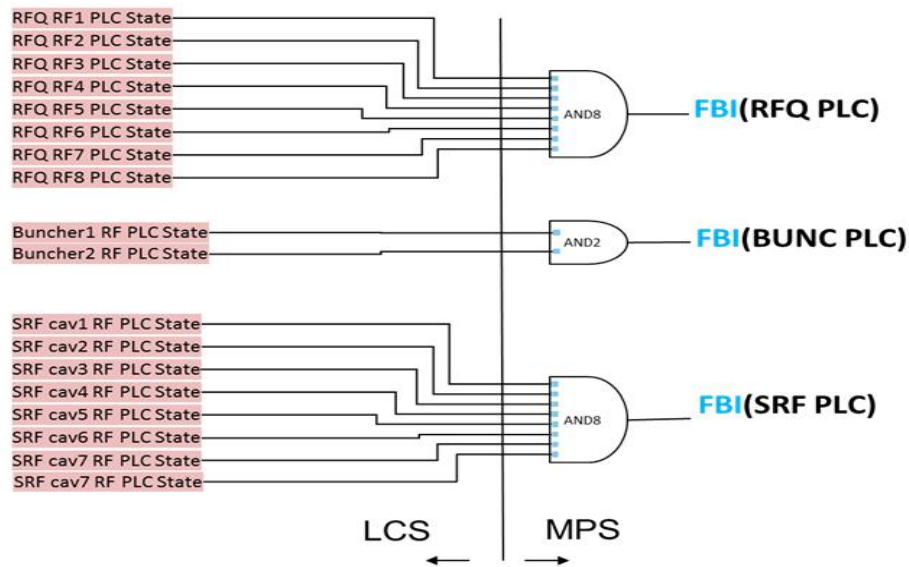 RFQ RF1 PLC State
RFQ RF2 PLC State
RFQ RF3 PLC State
RFQ RF4 PLC State
RFQ RF5 PLC State
RFQ RF6 PLC State
RFQ RF7 PLC State
RFQ RF8 PLC State
AND8
FBI(RFQ PLC)
Buncher1 RF PLC State
Buncher2 RF PLC State
AND2
FBI(BUNC PLC)
SRF cav1 RF PLC State
SRF cav2 RF PLC State
SRF cav3 RF PLC State
SRF cav4 RF PLC State
SRF cav5 RF PLC State
SRF cav6 RF PLC State
SRF cav7 RF PLC State
SRF cav7 RF PLC State
AND8
FBI(SRF PLC)
LCS
MPS